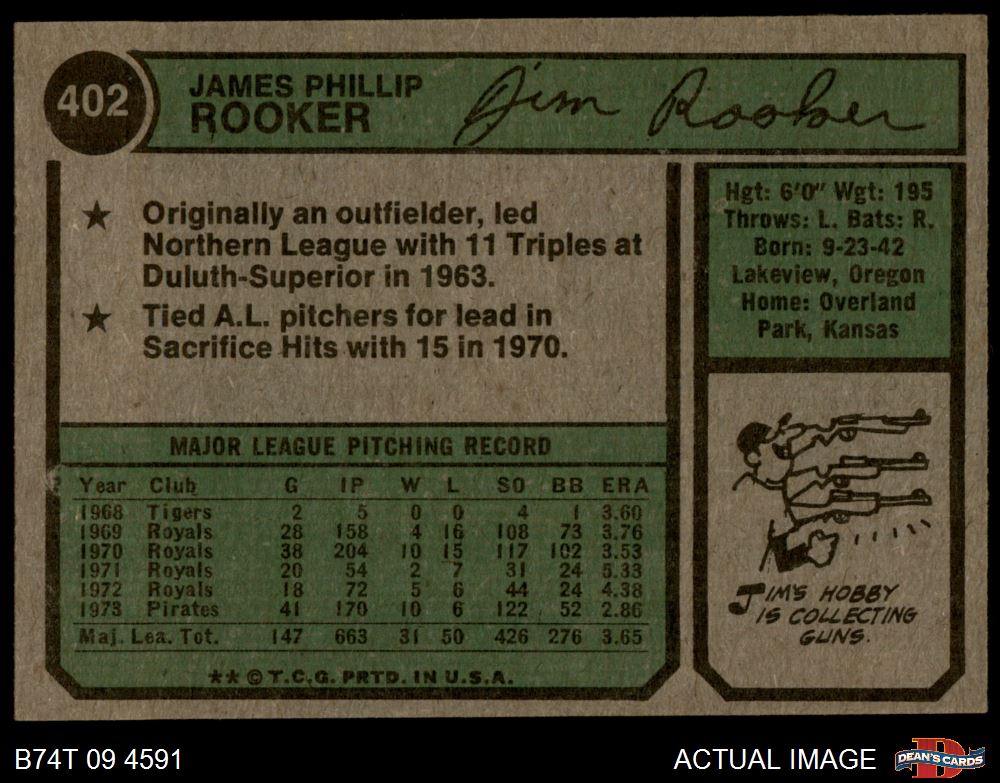 402
JAMES PHILLIP
ROOKER
Jim Rooker
★ Originally an outfielder, led
Northern League with 11 Triples at
Duluth-Superior in 1963.
★ Tied A.L. pitchers for lead in
Sacrifice Hits with 15 in 1970.
Hgt: 6'0" Wgt: 195
Throws: L. Bats: R.
Born: 9-23-42
Lakeview, Oregon
Home: Overland
Park, Kansas
MAJOR LEAGUE PITCHING RECORD
Year Club G IP W L SO BB ERA
1968 Tigers 2 5 0 0 4 1 3.60
1969 Royals 28 158 4 16 108 73 3.76
1970 Royals 38 204 10 15 117 102 3.53
1971 Royals 20 54 2 7 31 24 5.33
1972 Royals 18 72 5 6 44 24 4.38
1973 Pirates 41 170 10 6 122 52 2.86
Maj. Lea. Tot. 147 663 31 50 426 276 3.65
** © T.C.G. PRTD. IN U.S.A.
JIM'S HOBBY
IS COLLECTING
GUNS.
B74T 09 4591
ACTUAL IMAGE
DEAN'S CARDS